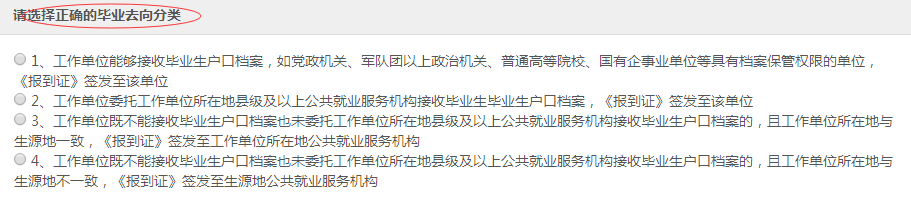 请选择正确的毕业去向分类
1、工作单位能够接收毕业生户口档案，如党政机关、军队团以上政治机关、普通高等院校、国有企事业单位等具有档案保管权限的单位，
《报到证》签发至该单位
2、工作单位委托工作单位所在地县级及以上公共就业服务机构接收毕业生毕业生户口档案，《报到证》签发至该单位
3、工作单位既不能接收毕业生户口档案也未委托工作单位所在地县级及以上公共就业服务机构接收毕业生户口档案的，且工作单位所在地与
生源地一致，《报到证》签发至工作单位所在地公共就业服务机构
4、工作单位既不能接收毕业生户口档案也未委托工作单位所在地县级及以上公共就业服务机构接收毕业生户口档案的，且工作单位所在地与
生源地不一致，《报到证》签发至生源地公共就业服务机构